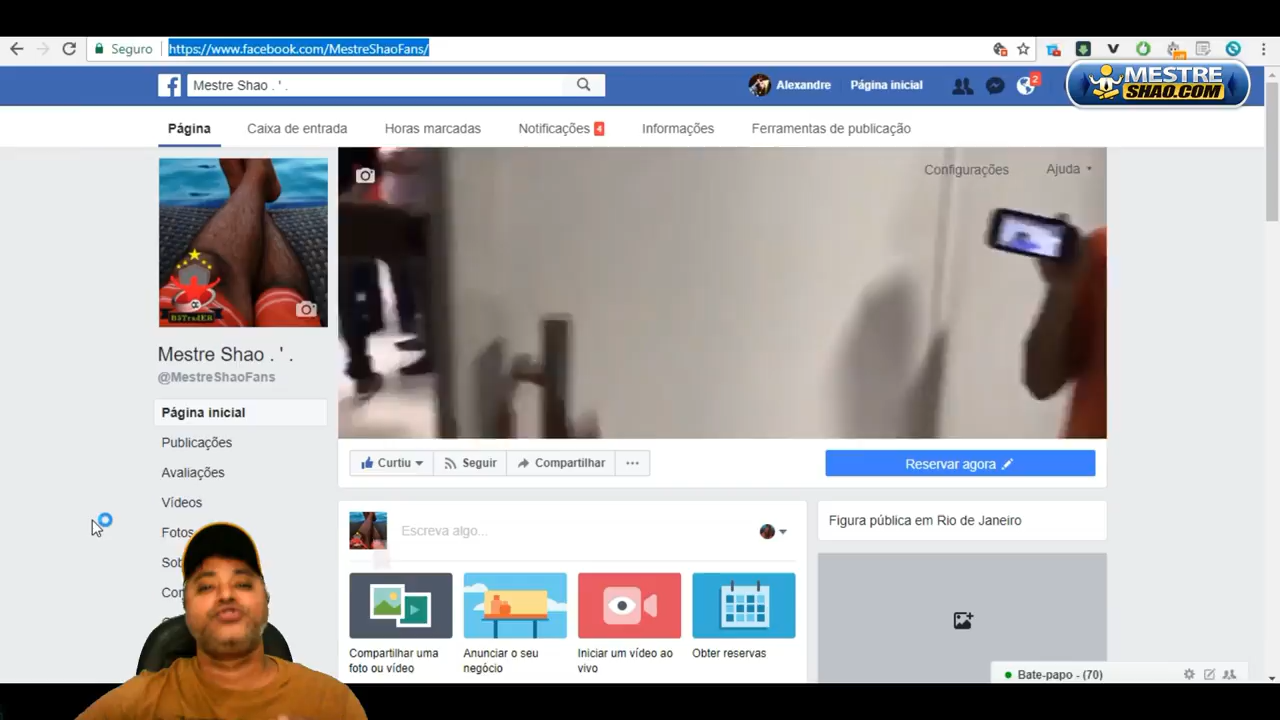 Seguro
https://www.facebook.com/MestreShaoFans/
MESTRE
SHAO.COM
Mestre Shao . ' .
Alexandre
Página inicial
2
Página
Caixa de entrada
Horas marcadas
Notificações 4
Informações
Ferramentas de publicação
Configurações
Ajuda
Mestre Shao . ' .
@MestreShaoFans
Página inicial
Publicações
Avaliações
Vídeos
Fotos
Curtiu
Seguir
Compartilhar
Reservar agora
Escreva algo...
Figura pública em Rio de Janeiro
Compartilhar uma
foto ou vídeo
Anunciar o seu
negócio
Iniciar um vídeo ao
vivo
Obter reservas
Bate-papo - (70)